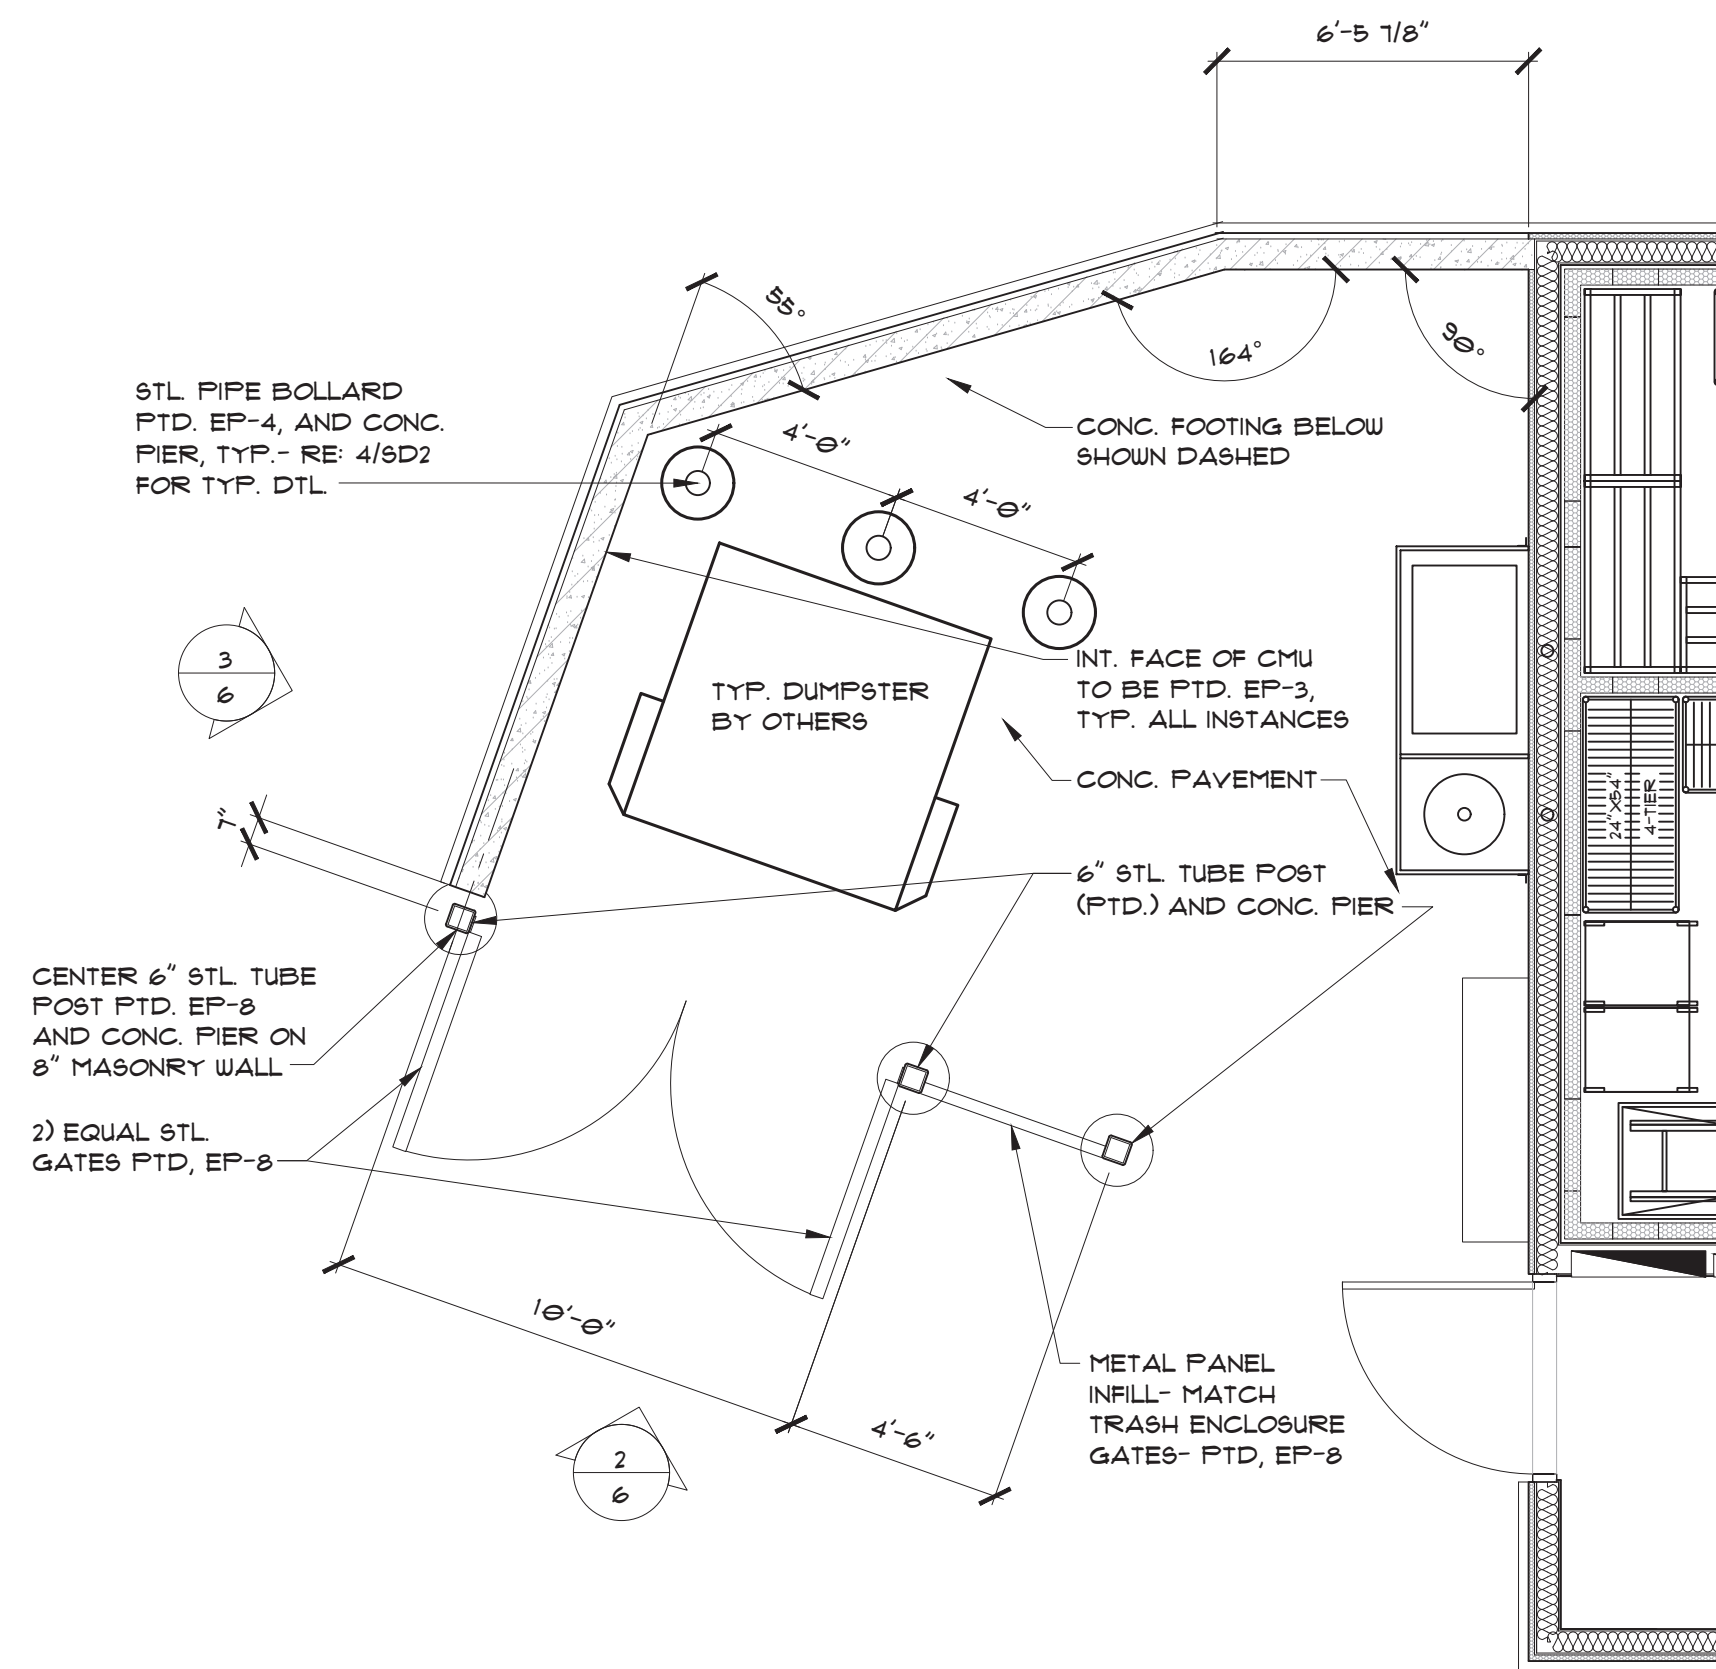 6'-5 7/8"
55°
164°
90°
STL. PIPE BOLLARD
PTD. EP-4, AND CONC.
PIER, TYP.- RE: 4/SD2
FOR TYP. DTL.
4'-0"
4'-0"
CONC. FOOTING BELOW
SHOWN DASHED
3
6
TYP. DUMPSTER
BY OTHERS
INT. FACE OF CMU
TO BE PTD. EP-3,
TYP. ALL INSTANCES
CONC. PAVEMENT
24"X54"
4-TIER
7"
6" STL. TUBE POST
(PTD.) AND CONC. PIER
CENTER 6" STL. TUBE
POST PTD. EP-8
AND CONC. PIER ON
8" MASONRY WALL
2) EQUAL STL.
GATES PTD, EP-8
10'-0"
4'-6"
METAL PANEL
INFILL- MATCH
TRASH ENCLOSURE
GATES- PTD, EP-8
2
6